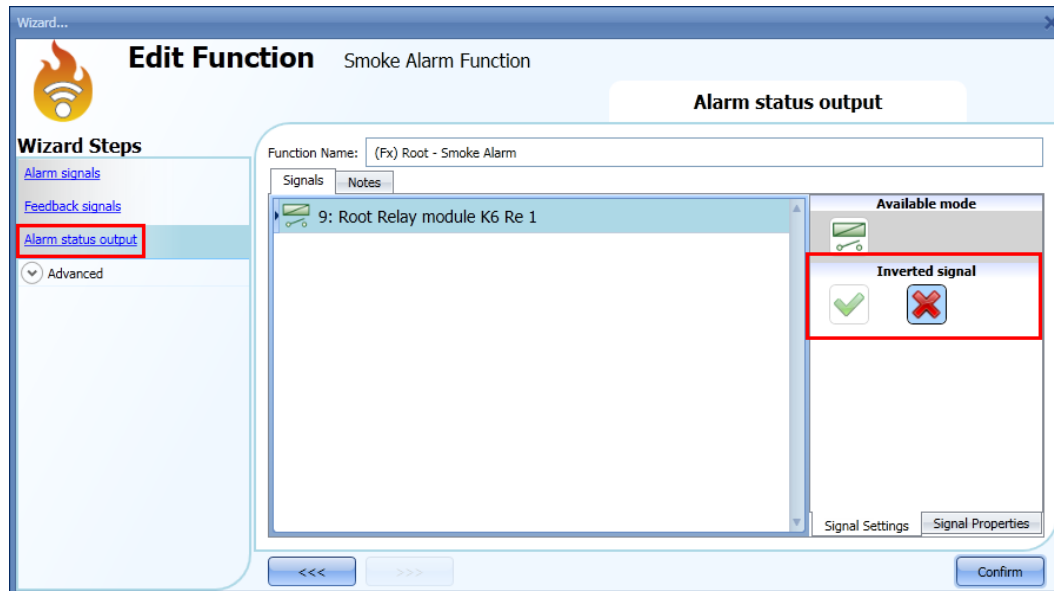 Wizard...
Edit Function Smoke Alarm Function
Alarm status output
Wizard Steps
Alarm signals
Feedback signals
Alarm status output
Advanced
Function Name: (Fx) Root - Smoke Alarm
Signals Notes
9: Root Relay module K6 Re 1
Available mode
Inverted signal
Signal Settings Signal Properties
<<< >>> Confirm